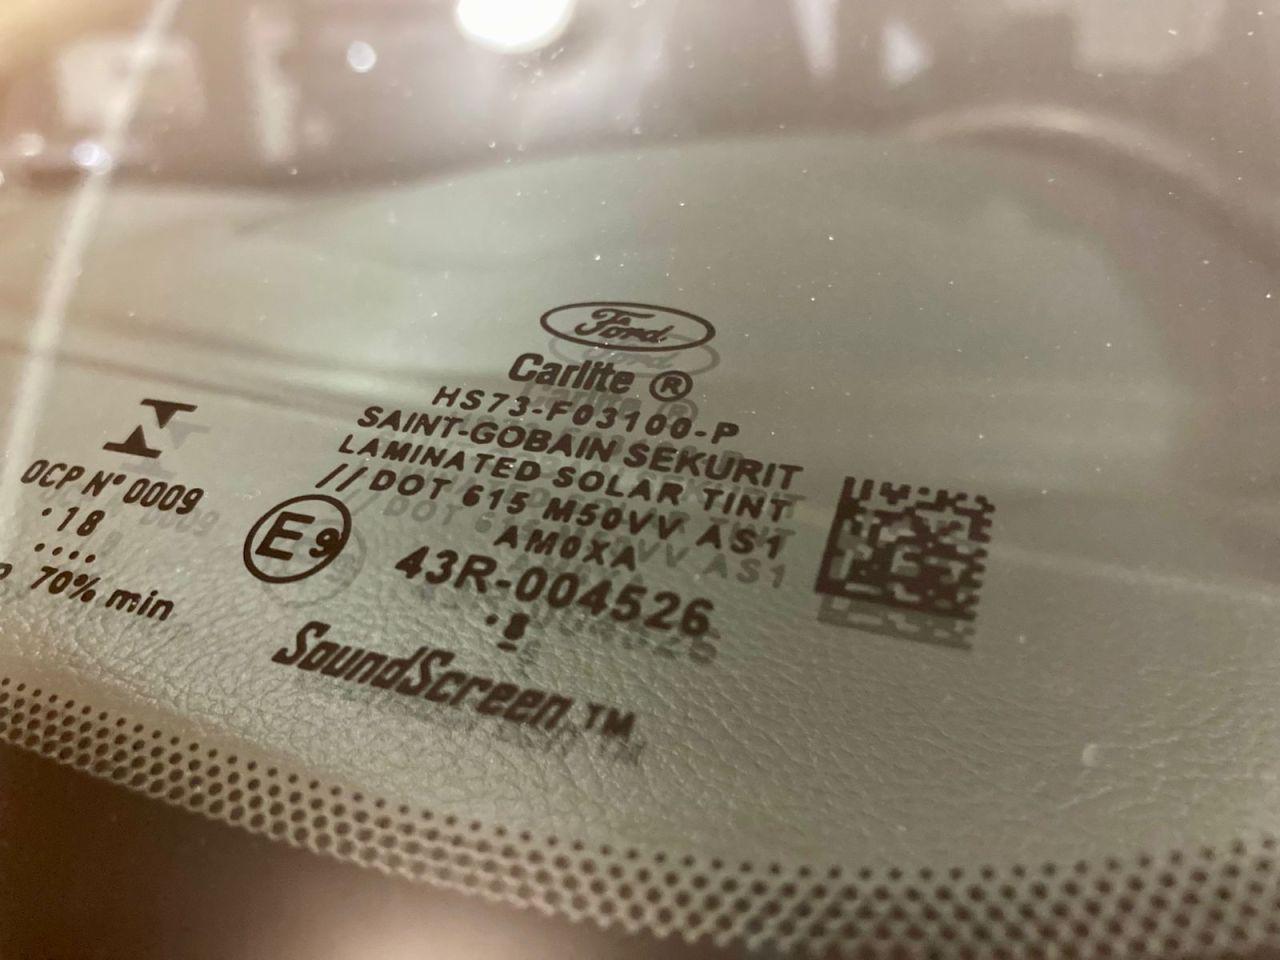 Ford
Carlite ®
HS73-F03100-P
SAINT-GOBAIN SEKURIT
LAMINATED SOLAR TINT
// DOT 615 M50VV AS1
AM0XA
E9
43R-004526
.8
SoundScreen ™
OCP N° 0009
.18
....
70% min